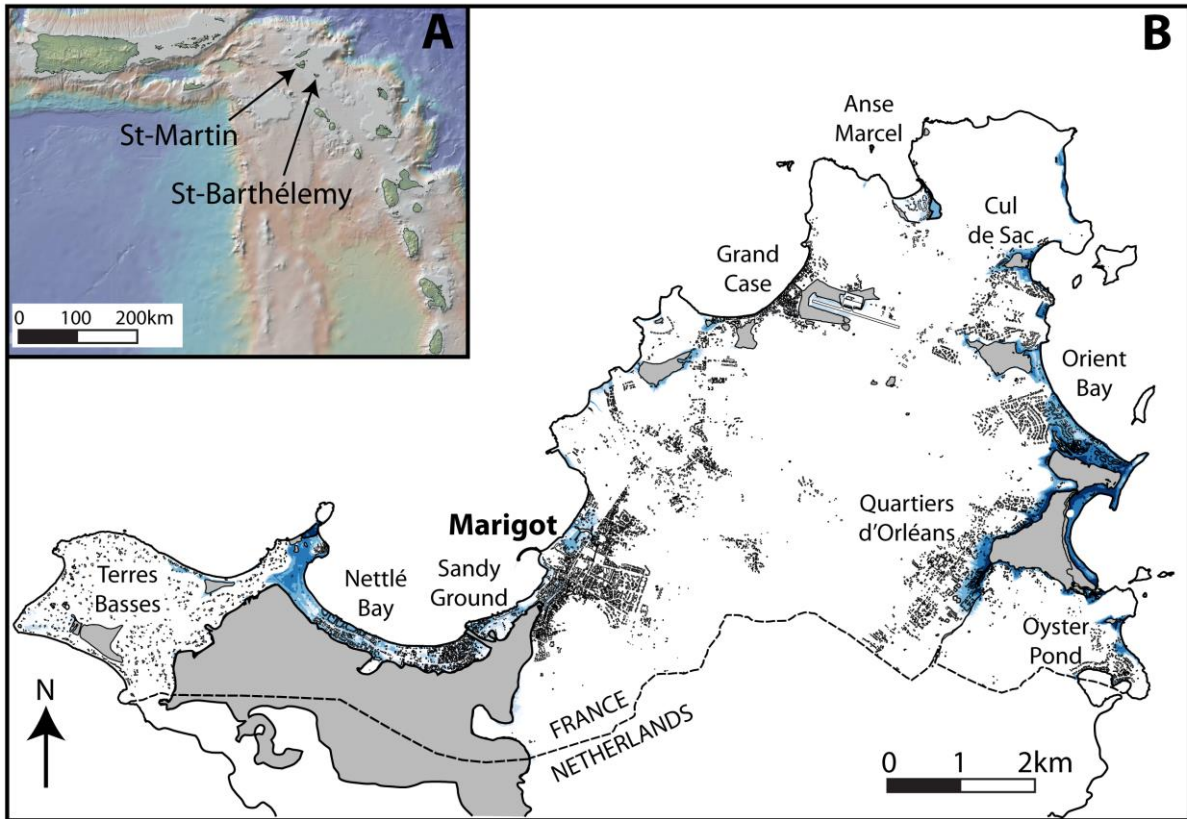 A
St-Martin
St-Barthélemy
0 100 200km
B
Anse
Marcel
Cul
de Sac
Grand
Case
Orient
Bay
Marigot
Quartiers
d'Orléans
Sandy
Ground
Nettlé
Bay
Terres
Basses
Oyster
Pond
N
FRANCE
NETHERLANDS
0 1 2km